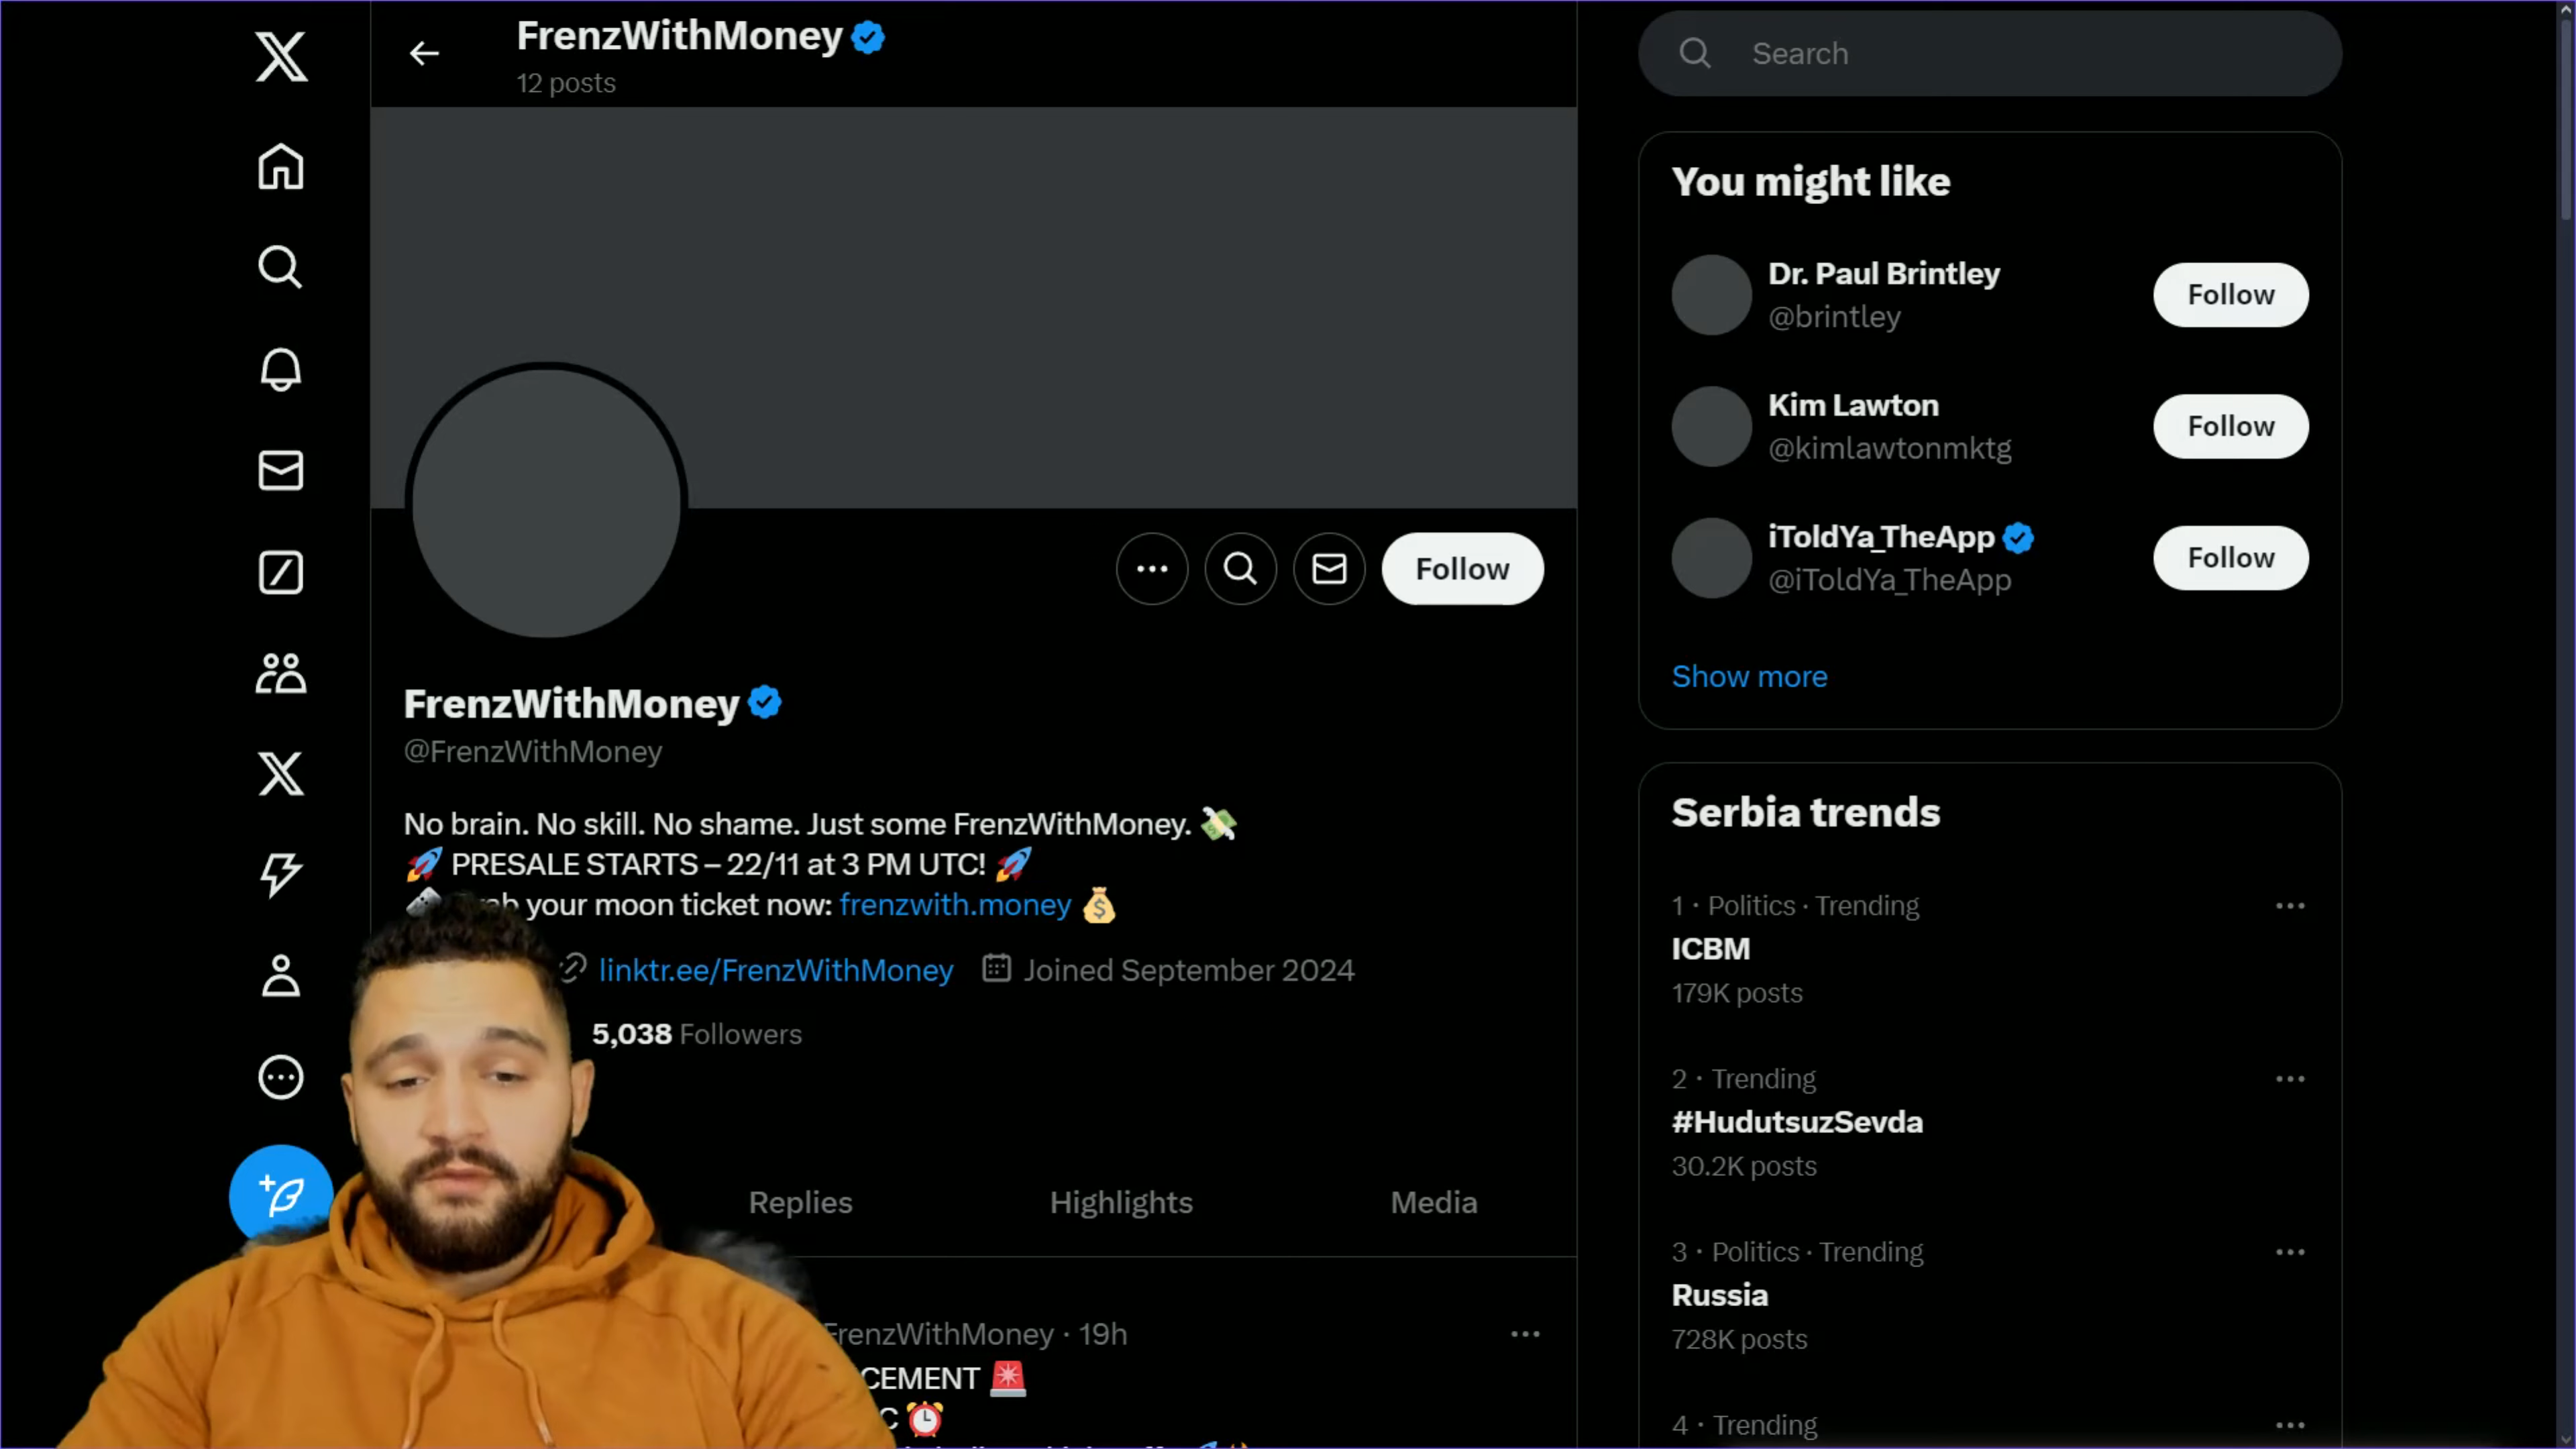 FrenzWithMoney
12 posts
Follow
FrenzWithMoney
@FrenzWithMoney
No brain. No skill. No shame. Just some FrenzWithMoney. 💸
🚀 PRESALE STARTS – 22/11 at 3 PM UTC! 🚀
your moon ticket now: frenzwith.money 💰
linktr.ee/FrenzWithMoney Joined September 2024
5,038 Followers
Replies Highlights Media
FrenzWithMoney · 19h
CEMENT 🚨
C ⏰
Search
You might like
Dr. Paul Brintley
@brintley
Follow
Kim Lawton
@kimlawtonmktg
Follow
iToldYa_TheApp
@iToldYa_TheApp
Follow
Show more
Serbia trends
1 · Politics · Trending
ICBM
179K posts
2 · Trending
#HudutsuzSevda
30.2K posts
3 · Politics · Trending
Russia
728K posts
4 · Trending